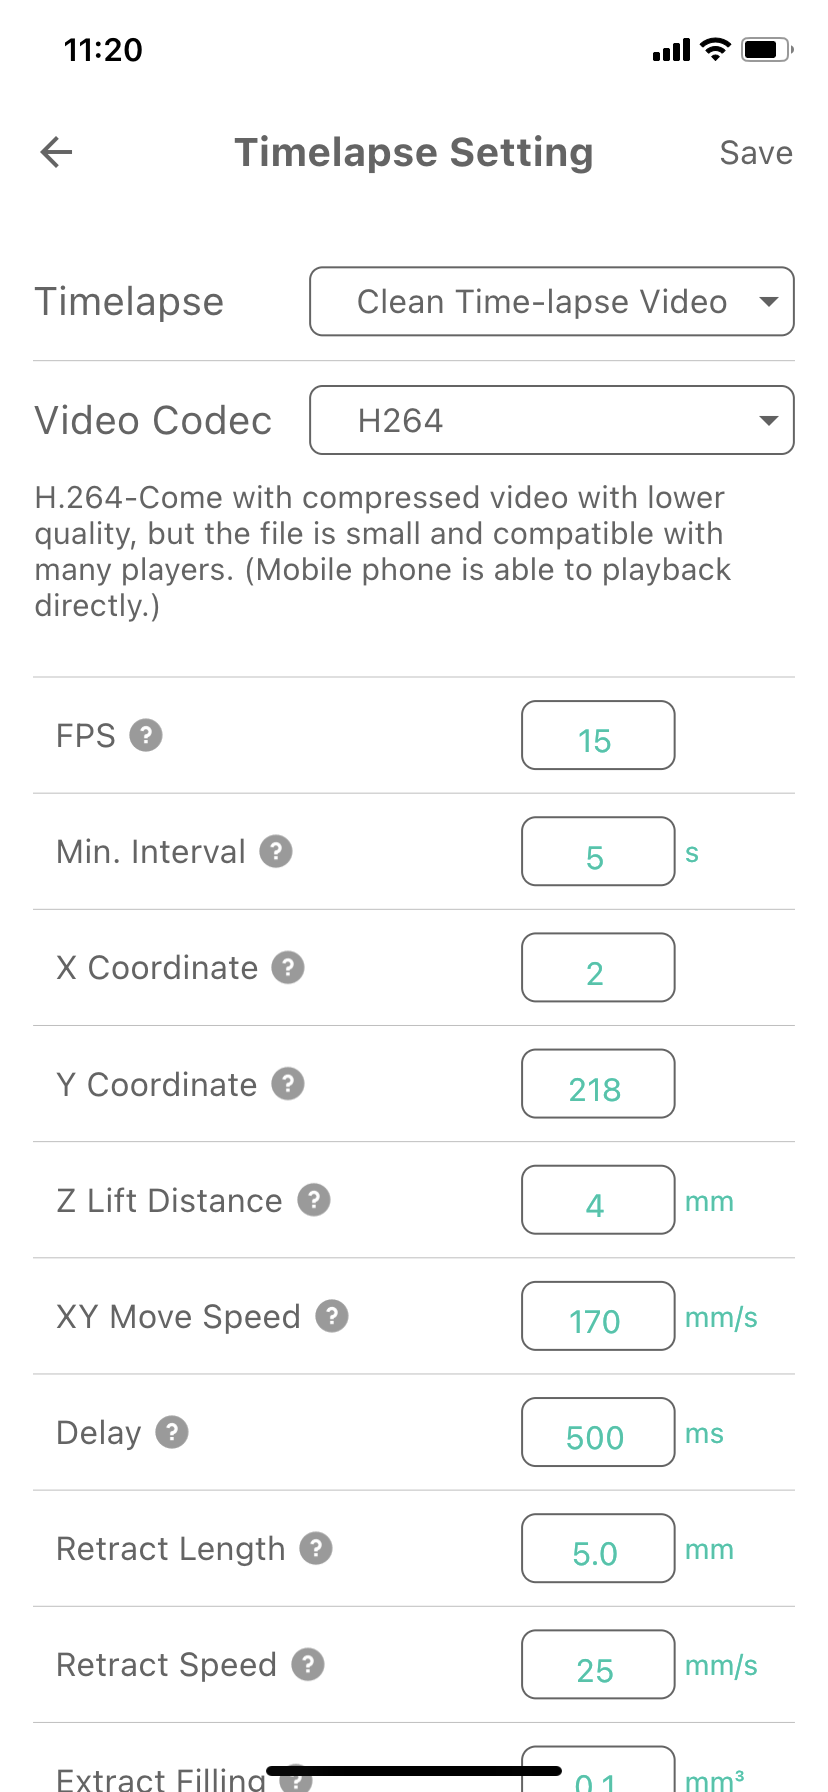 11:20
Timelapse Setting
Save
Timelapse
Clean Time-lapse Video
Video Codec
H264
H.264-Come with compressed video with lower
quality, but the file is small and compatible with
many players. (Mobile phone is able to playback
directly.)
FPS ?
15
Min. Interval ?
5 s
X Coordinate ?
2
Y Coordinate ?
218
Z Lift Distance ?
4 mm
XY Move Speed ?
170 mm/s
Delay ?
500 ms
Retract Length ?
5.0 mm
Retract Speed ?
25 mm/s
Extract Filling ?
0.1 mm³